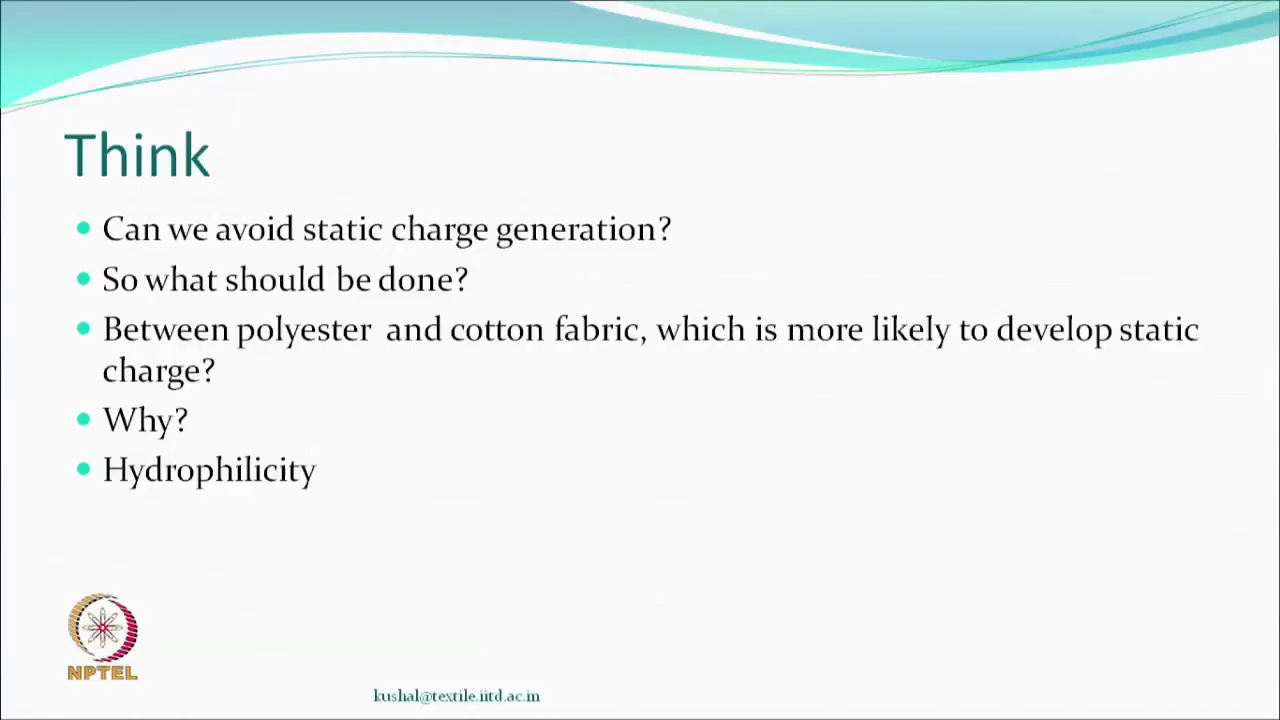 Think
Can we avoid static charge generation?
So what should be done?
Between polyester and cotton fabric, which is more likely to develop static
charge?
Why?
Hydrophilicity
NPTEL
kushal@textile.iitd.ac.in